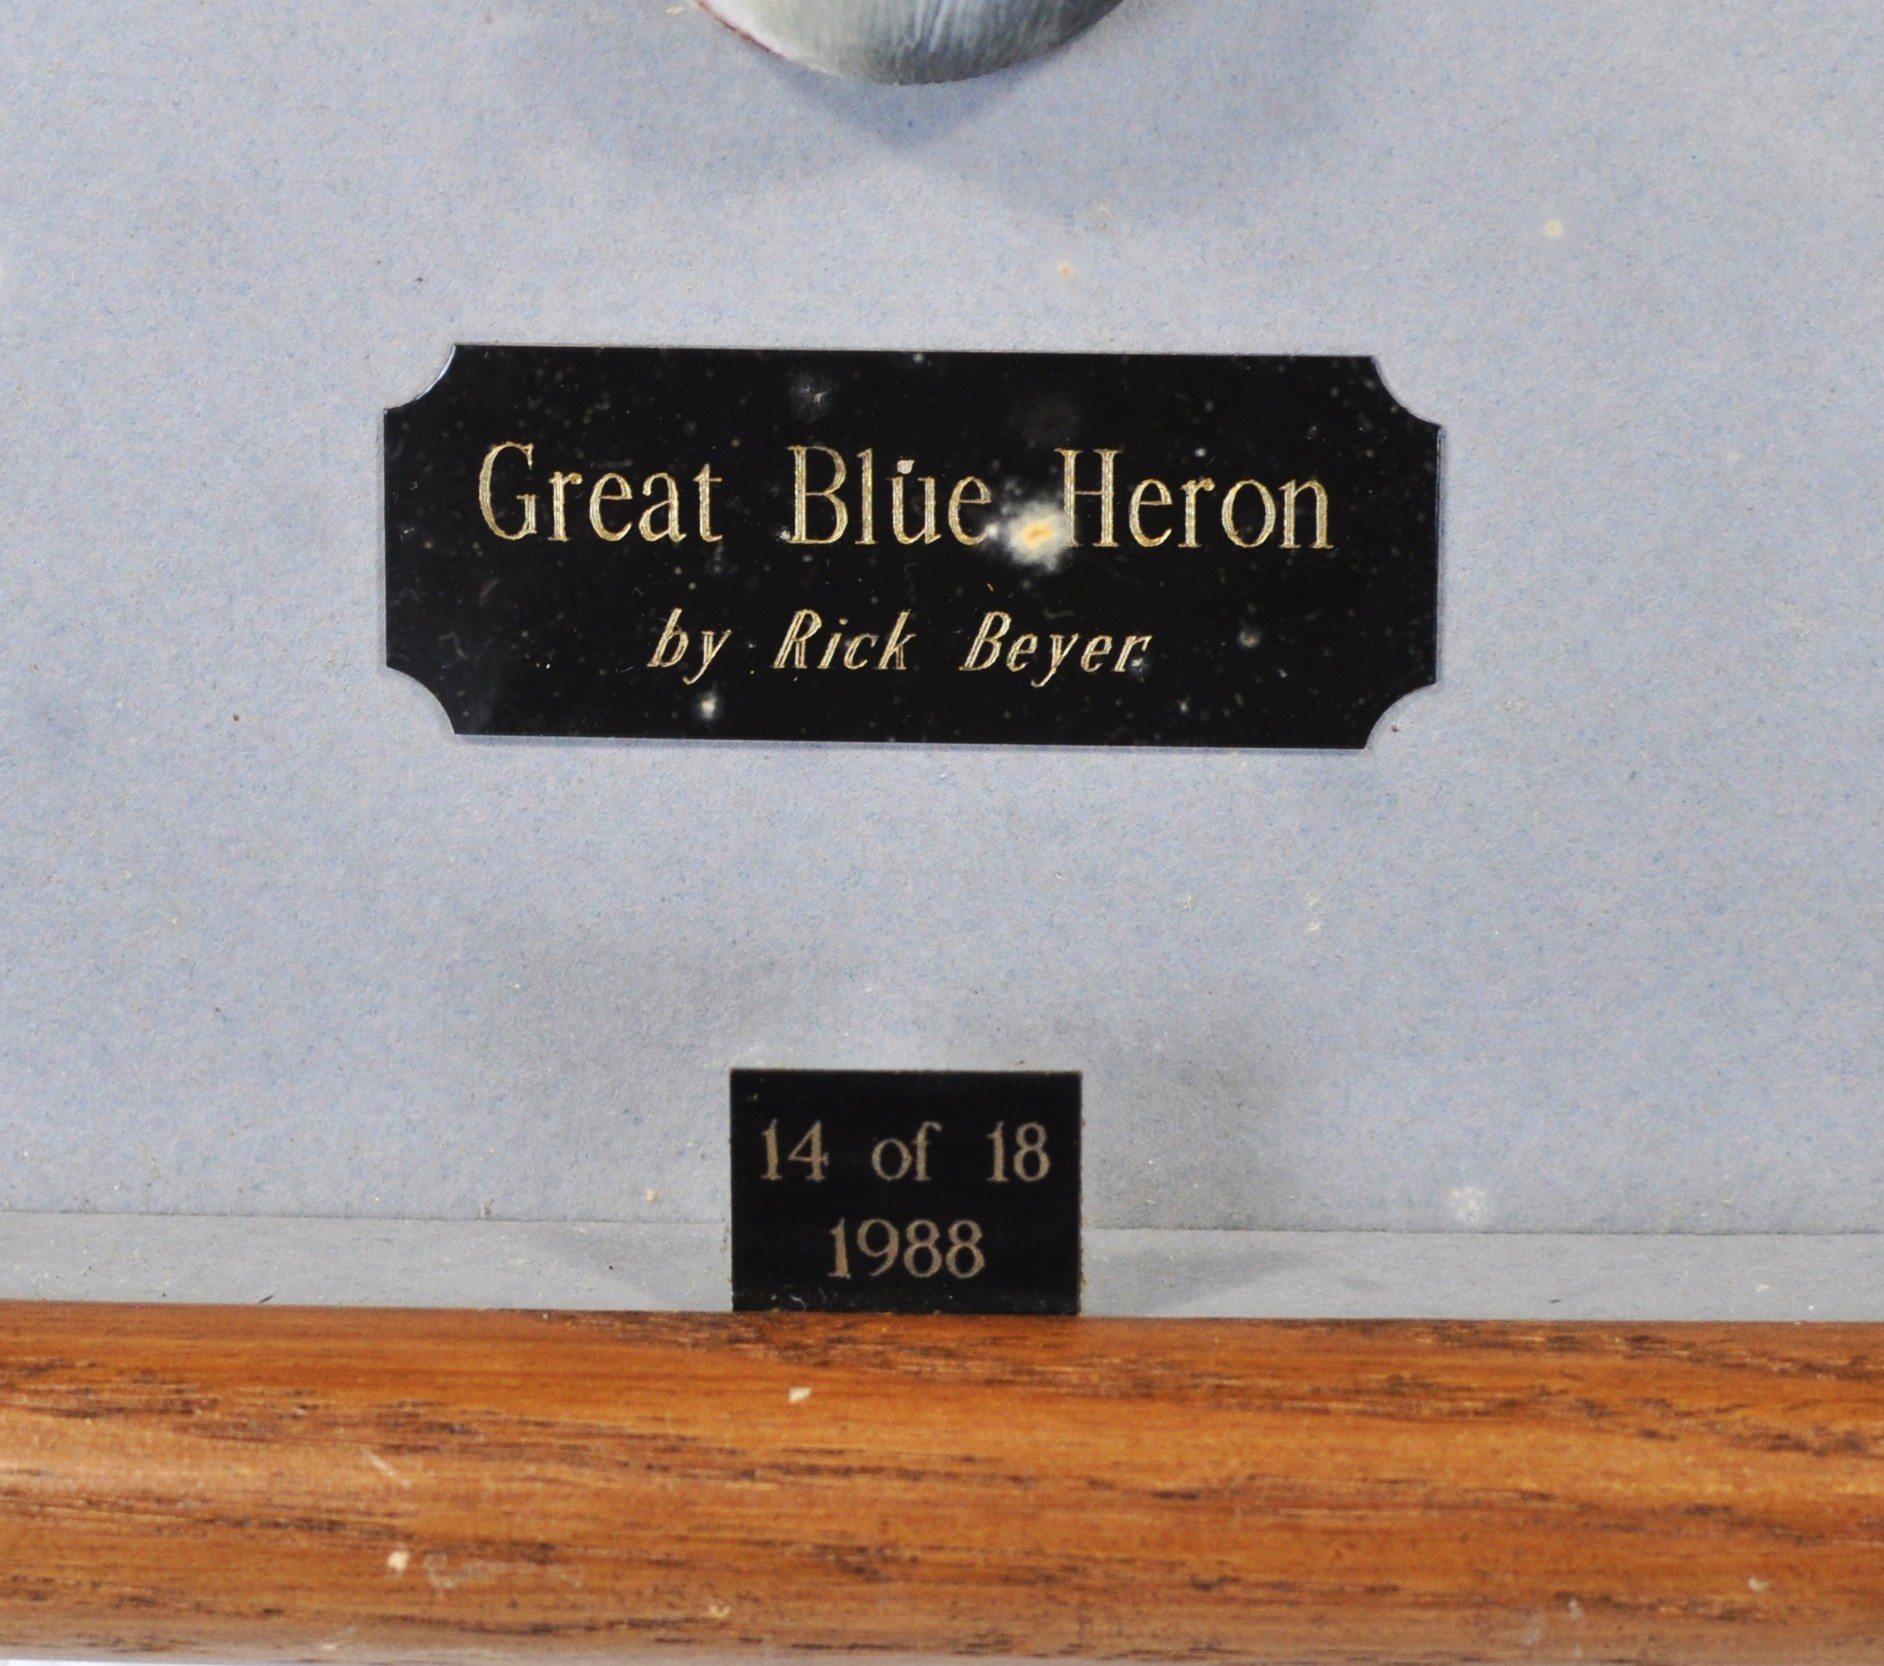 Great Blue Heron
by Rick Beyer
14 of 18
1988